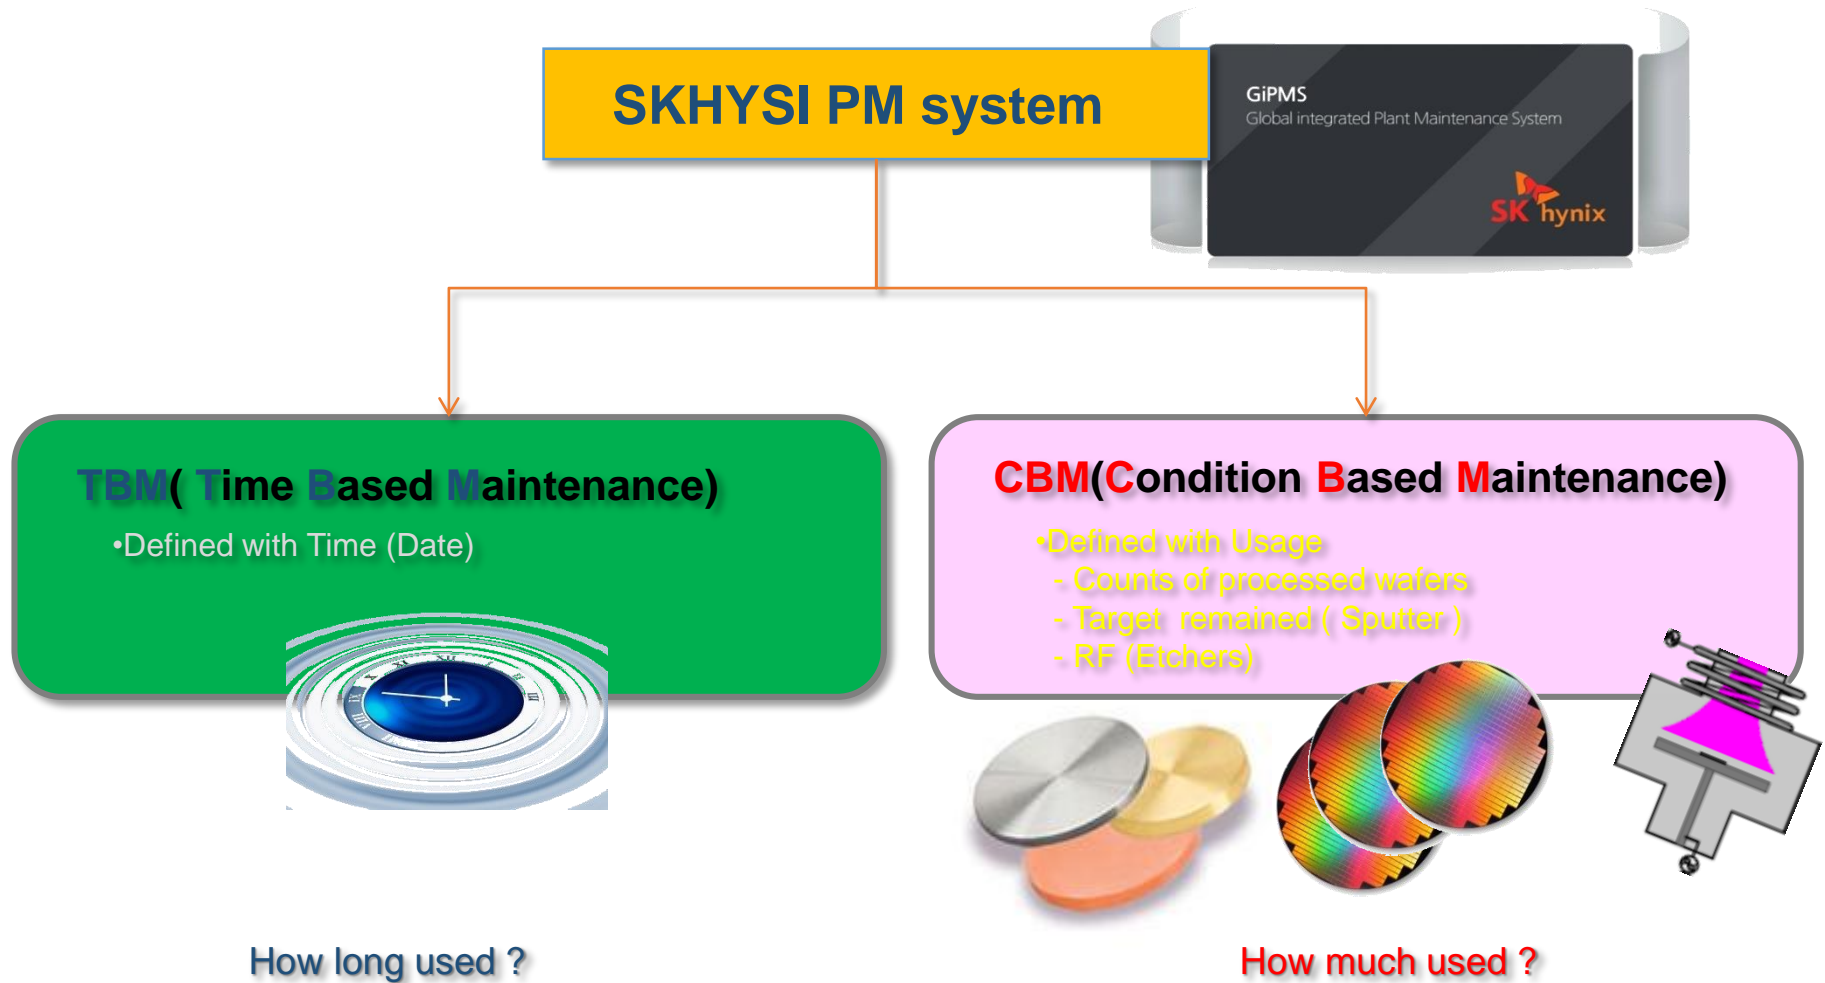 SKHYSI PM system
GiPMS
Global integrated Plant Maintenance System
SK hynix
TBM( Time Based Maintenance)
•Defined with Time (Date)
CBM(Condition Based Maintenance)
•Defined with Usage
- Counts of processed wafers
- Target remained ( Sputter )
- RF (Etchers)
How long used ?
How much used ?